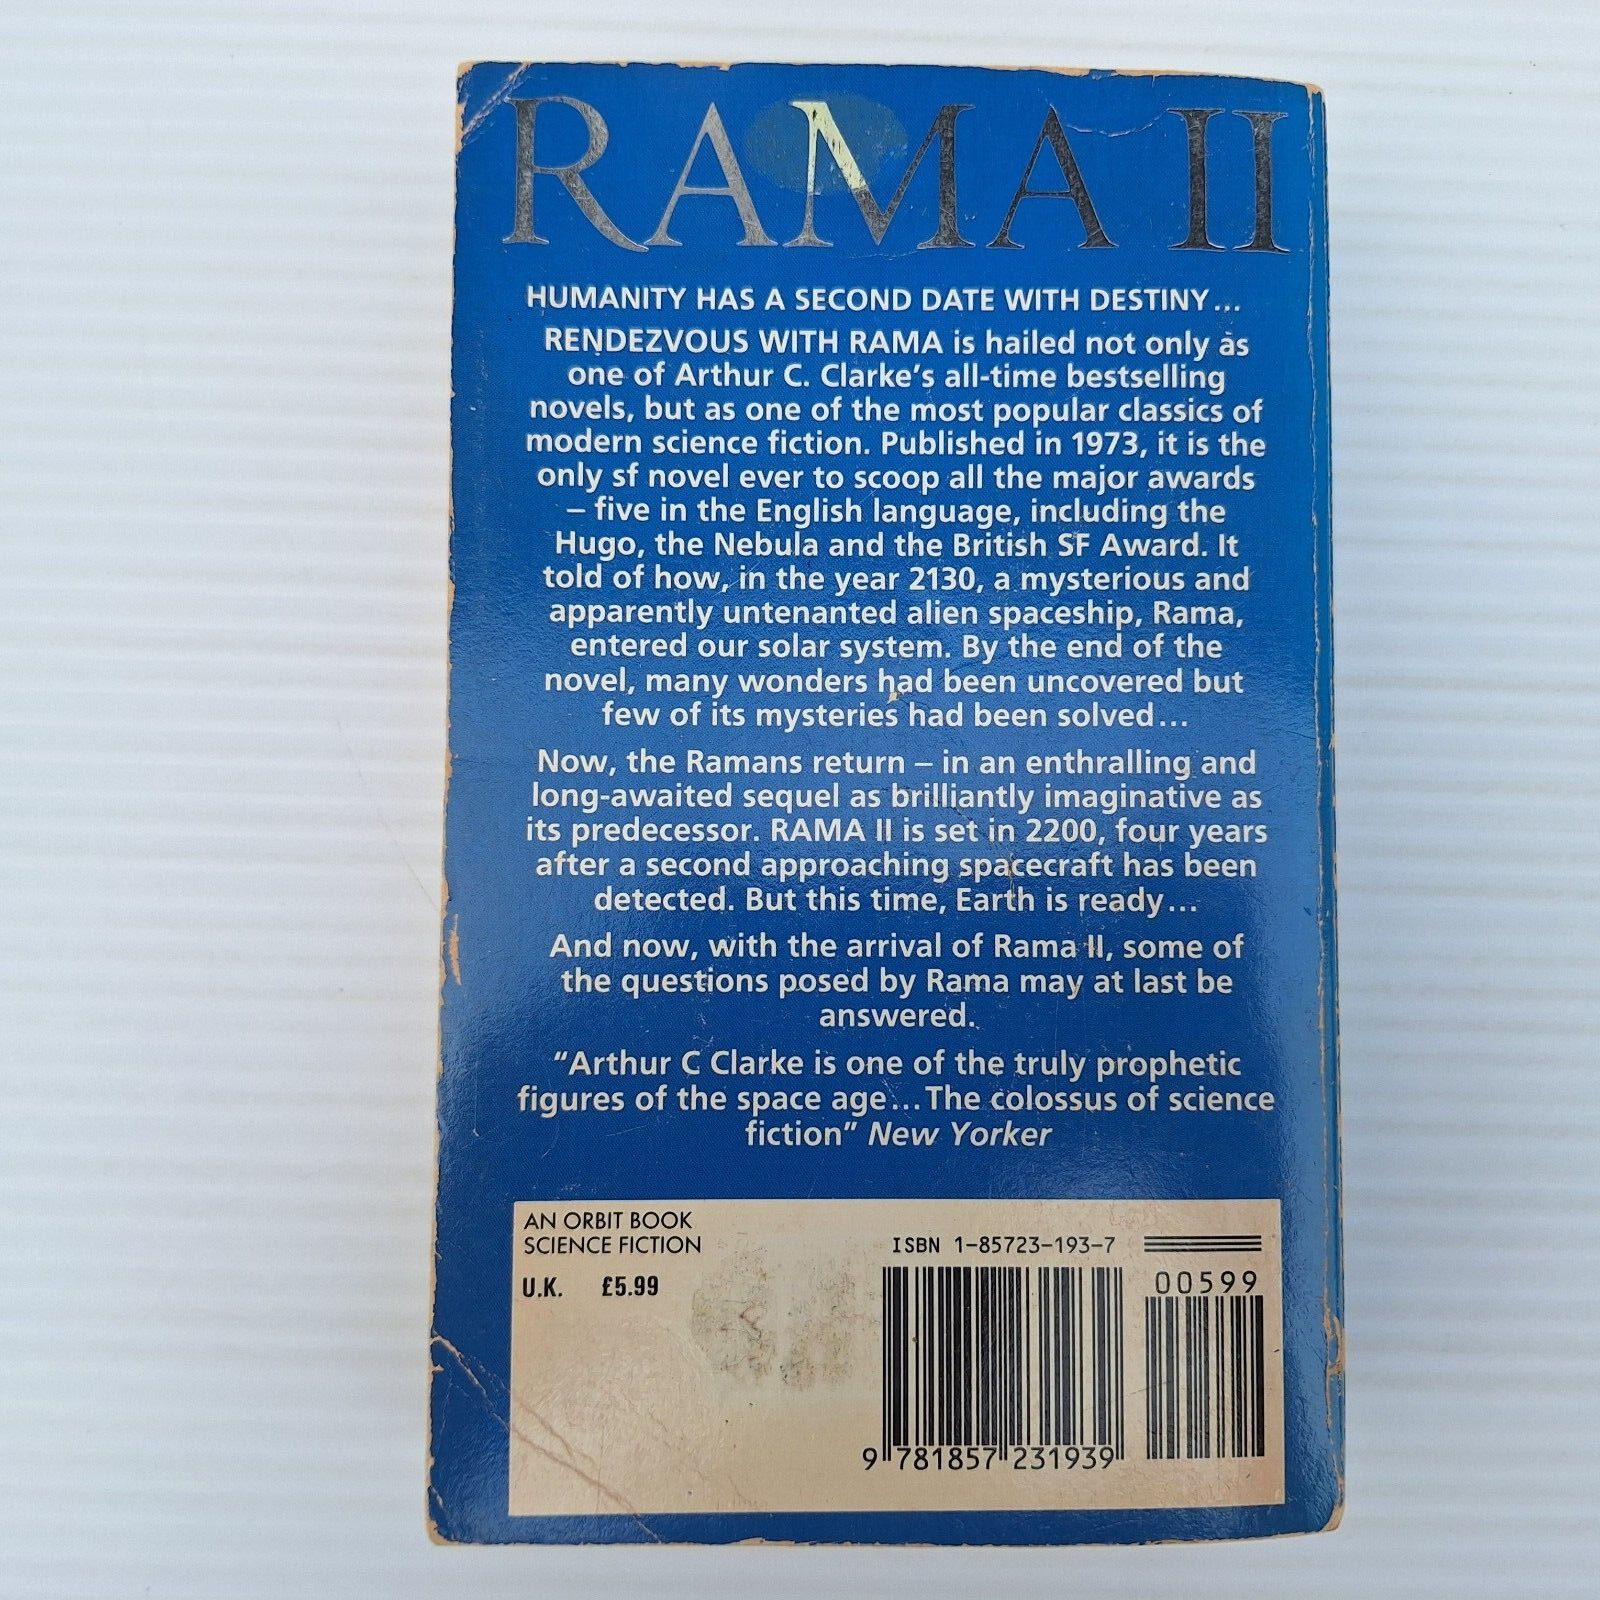 RAMA II
HUMANITY HAS A SECOND DATE WITH DESTINY...
RENDEZVOUS WITH RAMA is hailed not only as
one of Arthur C. Clarke's all-time bestselling
novels, but as one of the most popular classics of
modern science fiction. Published in 1973, it is the
only sf novel ever to scoop all the major awards
– five in the English language, including the
Hugo, the Nebula and the British SF Award. It
told of how, in the year 2130, a mysterious and
apparently untenanted alien spaceship, Rama,
entered our solar system. By the end of the
novel, many wonders had been uncovered but
few of its mysteries had been solved...
Now, the Ramans return – in an enthralling and
long-awaited sequel as brilliantly imaginative as
its predecessor. RAMA II is set in 2200, four years
after a second approaching spacecraft has been
detected. But this time, Earth is ready...
And now, with the arrival of Rama II, some of
the questions posed by Rama may at last be
answered.
"Arthur C Clarke is one of the truly prophetic
figures of the space age...The colossus of science
fiction" New Yorker
AN ORBIT BOOK
SCIENCE FICTION
U.K. £5.99
ISBN 1-85723-193-7
00599
9 781857 231939